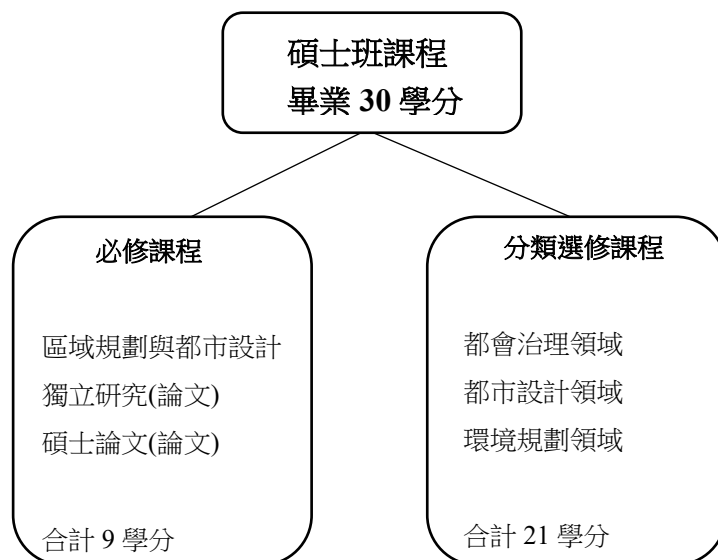 碩士班課程
畢業 30 學分
必修課程
區域規劃與都市設計
獨立研究(論文)
碩士論文(論文)
合計 9 學分
分類選修課程
都會治理領域
都市設計領域
環境規劃領域
合計 21 學分